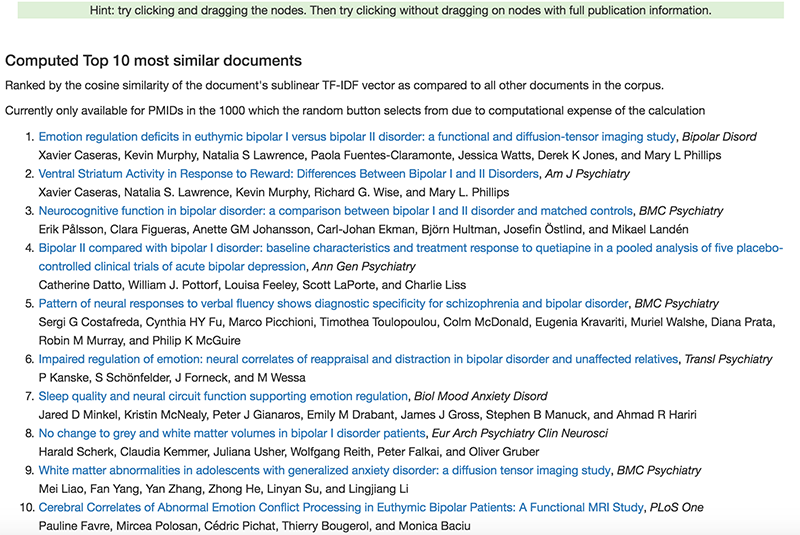 Hint: try clicking and dragging the nodes. Then try clicking without dragging on nodes with full publication information.
Computed Top 10 most similar documents
Ranked by the cosine similarity of the document's sublinear TF-IDF vector as compared to all other documents in the corpus.
Currently only available for PMIDs in the 1000 which the random button selects from due to computational expense of the calculation
1. Emotion regulation deficits in euthymic bipolar I versus bipolar II disorder: a functional and diffusion-tensor imaging study, Bipolar Disord
Xavier Caseras, Kevin Murphy, Natalia S Lawrence, Paola Fuentes-Claramonte, Jessica Watts, Derek K Jones, and Mary L Phillips
2. Ventral Striatum Activity in Response to Reward: Differences Between Bipolar I and II Disorders, Am J Psychiatry
Xavier Caseras, Natalia S. Lawrence, Kevin Murphy, Richard G. Wise, and Mary L. Phillips
3. Neurocognitive function in bipolar disorder: a comparison between bipolar I and II disorder and matched controls, BMC Psychiatry
Erik Pålsson, Clara Figueras, Anette GM Johansson, Carl-Johan Ekman, Björn Hultman, Josefin Östlind, and Mikael Landén
4. Bipolar II compared with bipolar I disorder: baseline characteristics and treatment response to quetiapine in a pooled analysis of five placebo-
controlled clinical trials of acute bipolar depression, Ann Gen Psychiatry
Catherine Datto, William J. Pottorf, Louisa Feeley, Scott LaPorte, and Charlie Liss
5. Pattern of neural responses to verbal fluency shows diagnostic specificity for schizophrenia and bipolar disorder, BMC Psychiatry
Sergi G Costafreda, Cynthia HY Fu, Marco Picchioni, Timothea Toulopoulou, Colm McDonald, Eugenia Kravariti, Muriel Walshe, Diana Prata,
Robin M Murray, and Philip K McGuire
6. Impaired regulation of emotion: neural correlates of reappraisal and distraction in bipolar disorder and unaffected relatives, Transl Psychiatry
P Kanske, S Schönfelder, J Forneck, and M Wessa
7. Sleep quality and neural circuit function supporting emotion regulation, Biol Mood Anxiety Disord
Jared D Minkel, Kristin McNealy, Peter J Gianaros, Emily M Drabant, James J Gross, Stephen B Manuck, and Ahmad R Hariri
8. No change to grey and white matter volumes in bipolar I disorder patients, Eur Arch Psychiatry Clin Neurosci
Harald Scherk, Claudia Kemmer, Juliana Usher, Wolfgang Reith, Peter Falkai, and Oliver Gruber
9. White matter abnormalities in adolescents with generalized anxiety disorder: a diffusion tensor imaging study, BMC Psychiatry
Mei Liao, Fan Yang, Yan Zhang, Zhong He, Linyan Su, and Lingjiang Li
10. Cerebral Correlates of Abnormal Emotion Conflict Processing in Euthymic Bipolar Patients: A Functional MRI Study, PLoS One
Pauline Favre, Mircea Polosan, Cédric Pichat, Thierry Bougerol, and Monica Baciu